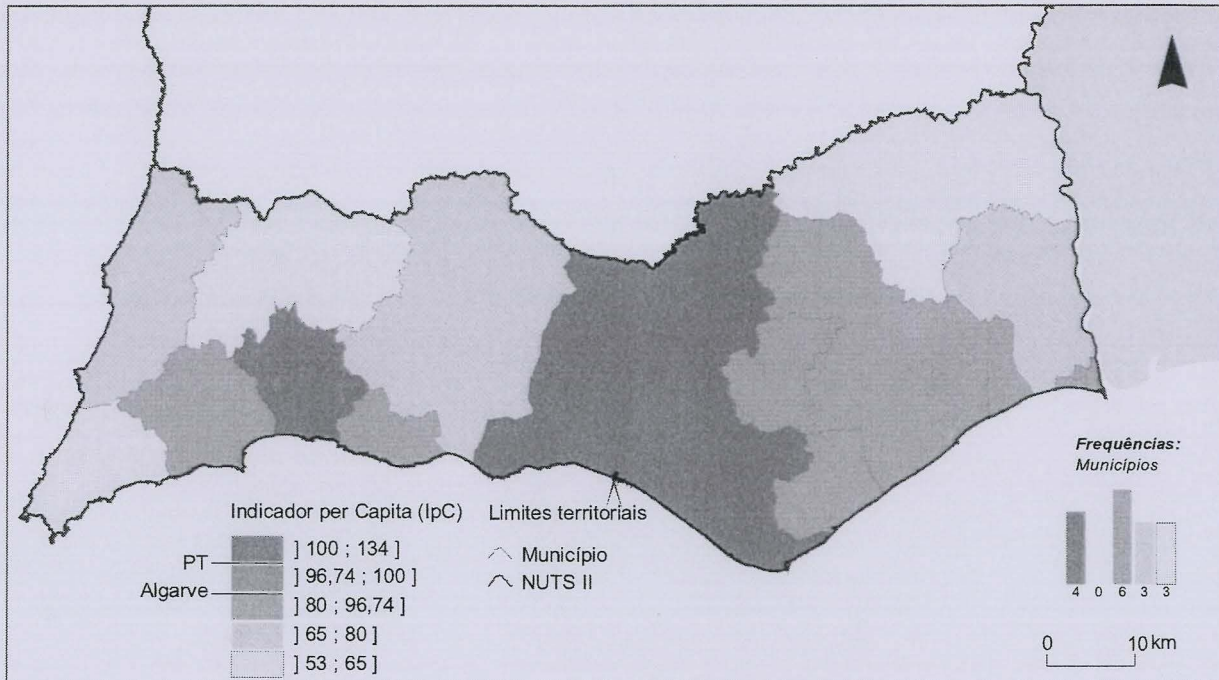 Indicador per Capita (IpC)
PT
Algarve
] 100 ; 134 ]
] 96,74 ; 100 ]
] 80 ; 96,74 ]
] 65 ; 80 ]
] 53 ; 65 ]
Limites territoriais
Município
NUTS II
Frequências:
Municípios
4 0 6 3 3
0 10 km